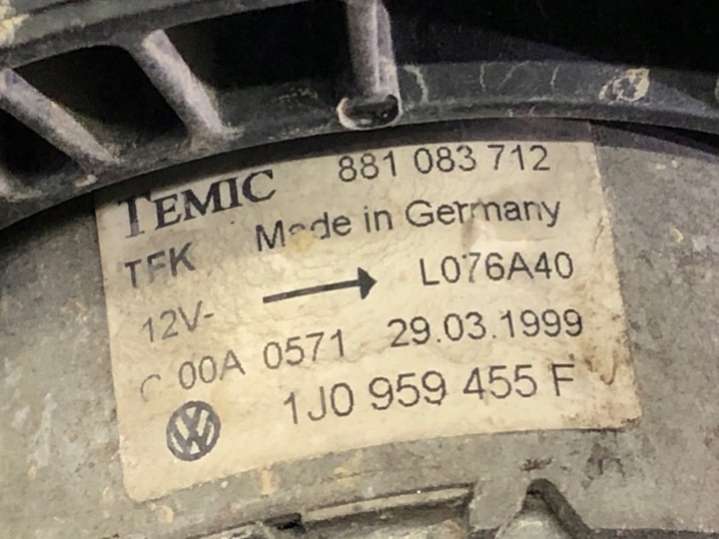 TEMIC 881 083 712
TFK Made in Germany
12V- L076A40
00A 0571 29.03.1999
1J0 959 455 F